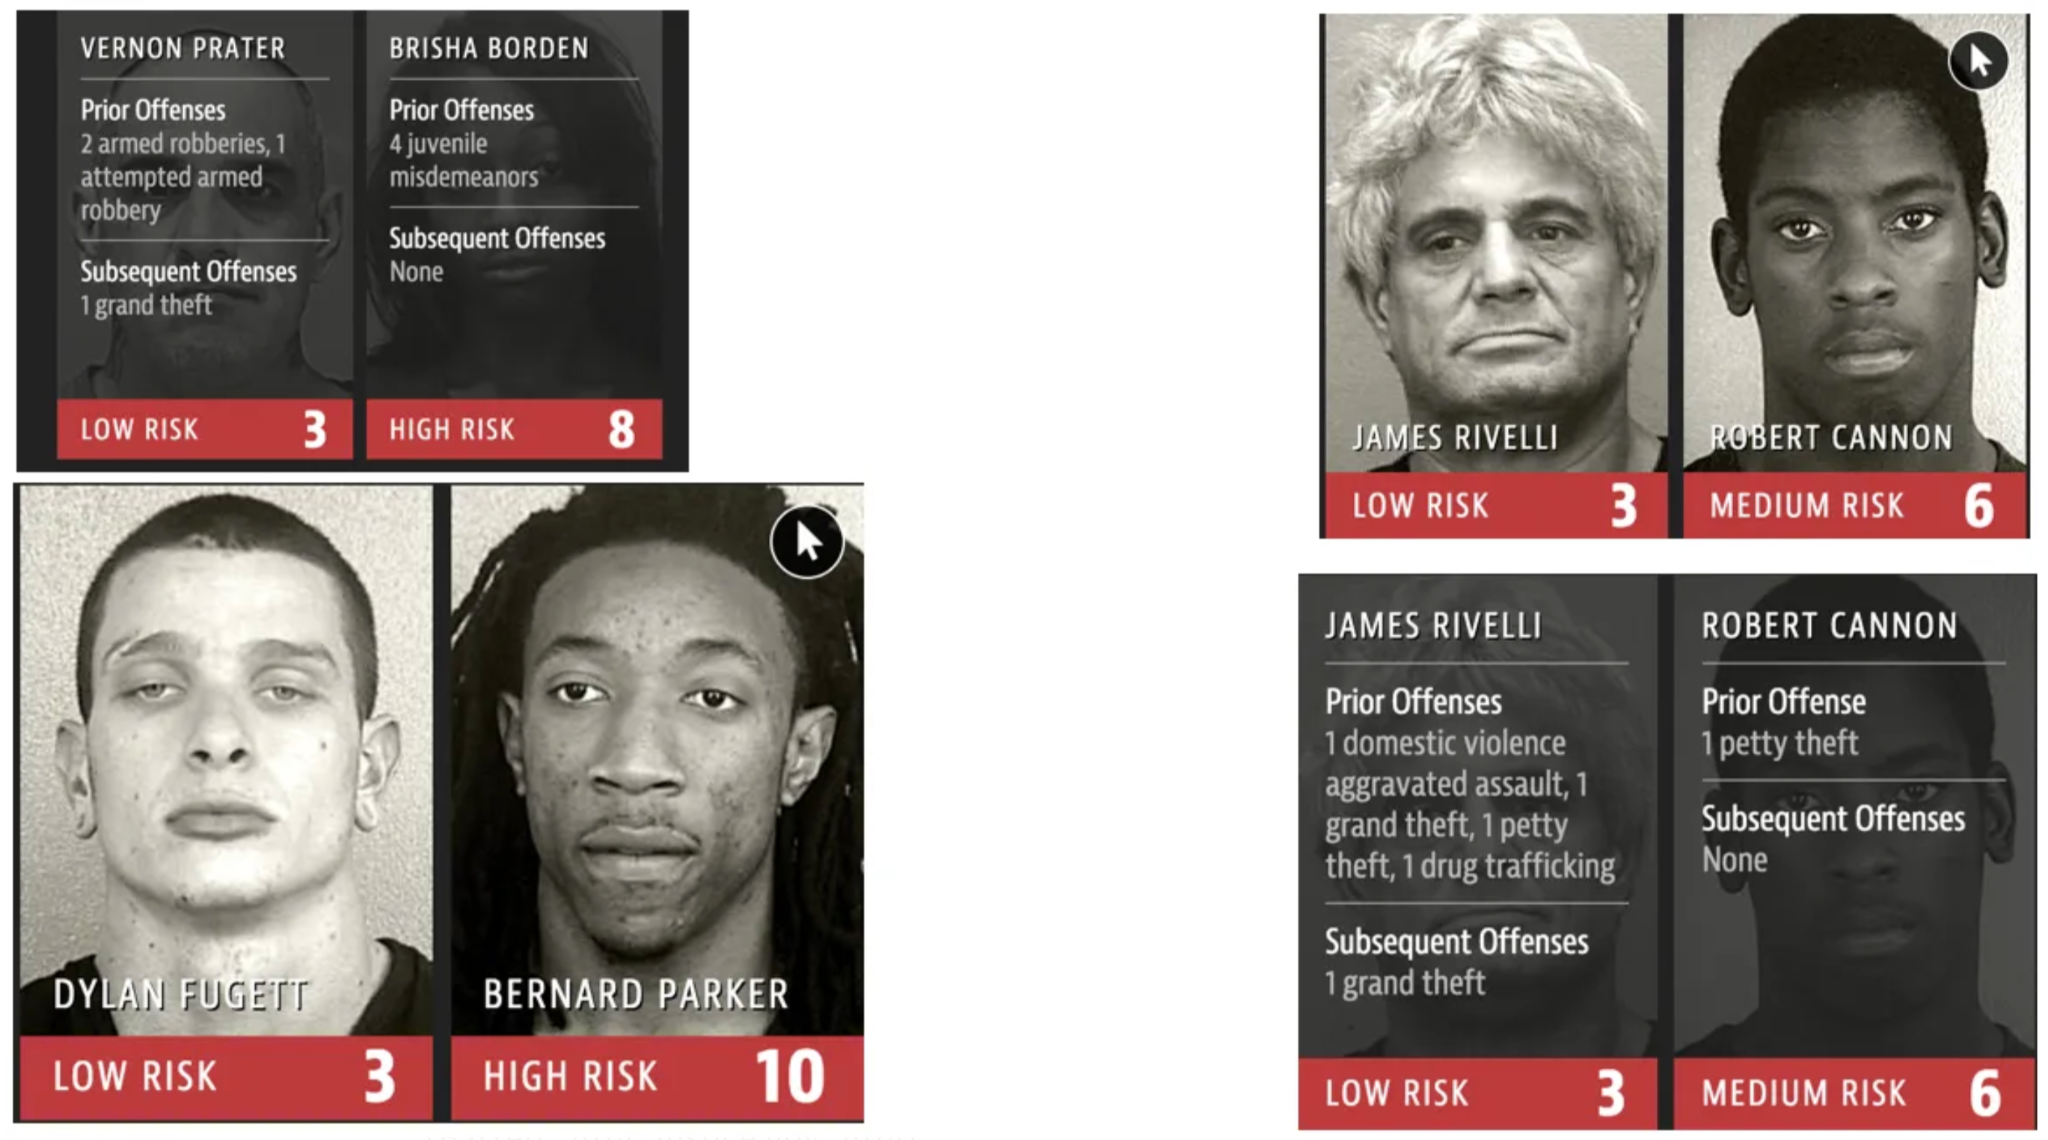 VERNON PRATER
Prior Offenses
2 armed robberies, 1
attempted armed
robbery
Subsequent Offenses
1 grand theft
LOW RISK 3
BRISHA BORDEN
Prior Offenses
4 juvenile
misdemeanors
Subsequent Offenses
None
HIGH RISK 8
JAMES RIVELLI
LOW RISK 3
ROBERT CANNON
MEDIUM RISK 6
DYLAN FUGETT
LOW RISK 3
BERNARD PARKER
HIGH RISK 10
JAMES RIVELLI
Prior Offenses
1 domestic violence
aggravated assault, 1
grand theft, 1 petty
theft, 1 drug trafficking
Subsequent Offenses
1 grand theft
LOW RISK 3
ROBERT CANNON
Prior Offense
1 petty theft
Subsequent Offenses
None
MEDIUM RISK 6